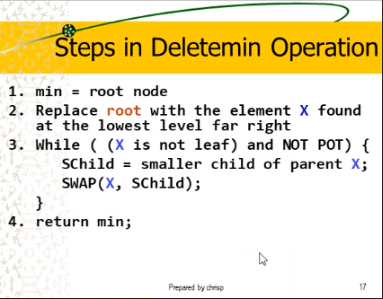 Steps in Deletemin Operation
1. min = root node
2. Replace root with the element X found
at the lowest level far right
3. While ( (X is not leaf) and NOT POT) {
SChild = smaller child of parent X;
SWAP(X, SChild);
}
4. return min;
Prepared by chrisp
17